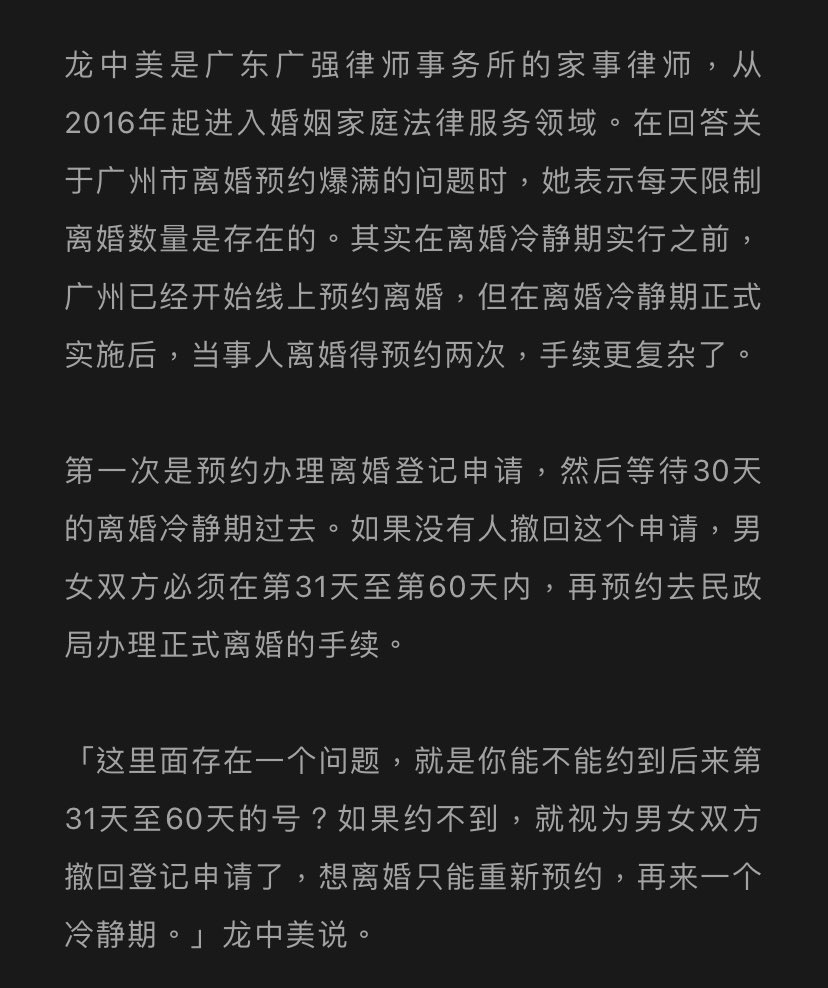 龙中美是广东广强律师事务所的家事律师，从
2016年起进入婚姻家庭法律服务领域。在回答关
于广州市离婚预约爆满的问题时，她表示每天限制
离婚数量是存在的。其实在离婚冷静期实行之前，
广州已经开始线上预约离婚，但在离婚冷静期正式
实施后，当事人离婚得预约两次，手续更复杂了。
第一次是预约办理离婚登记申请，然后等待30天
的离婚冷静期过去。如果没有人撤回这个申请，男
女双方必须在第31天至第60天内，再预约去民政
局办理正式离婚的手续。
「这里面存在一个问题，就是你能不能约到后来第
31天至60天的号？如果约不到，就视为男女双方
撤回登记申请了，想离婚只能重新预约，再来一个
冷静期。」龙中美说。